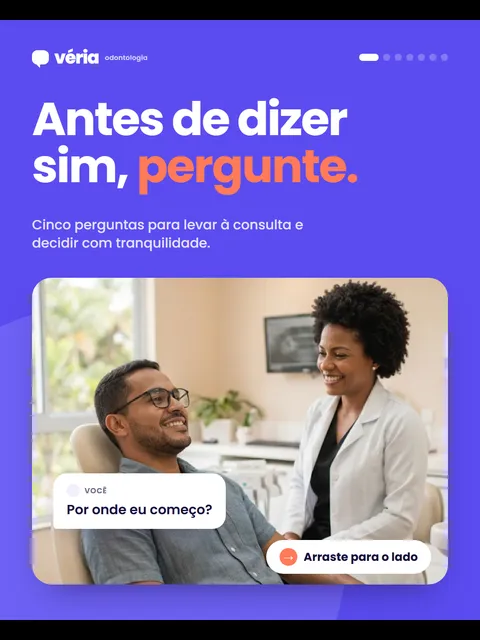 véria odontologia
Antes de dizer
sim, pergunte.
Cinco perguntas para levar à consulta e
decidir com tranquilidade.
VOCÊ
Por onde eu começo?
→ Arraste para o lado